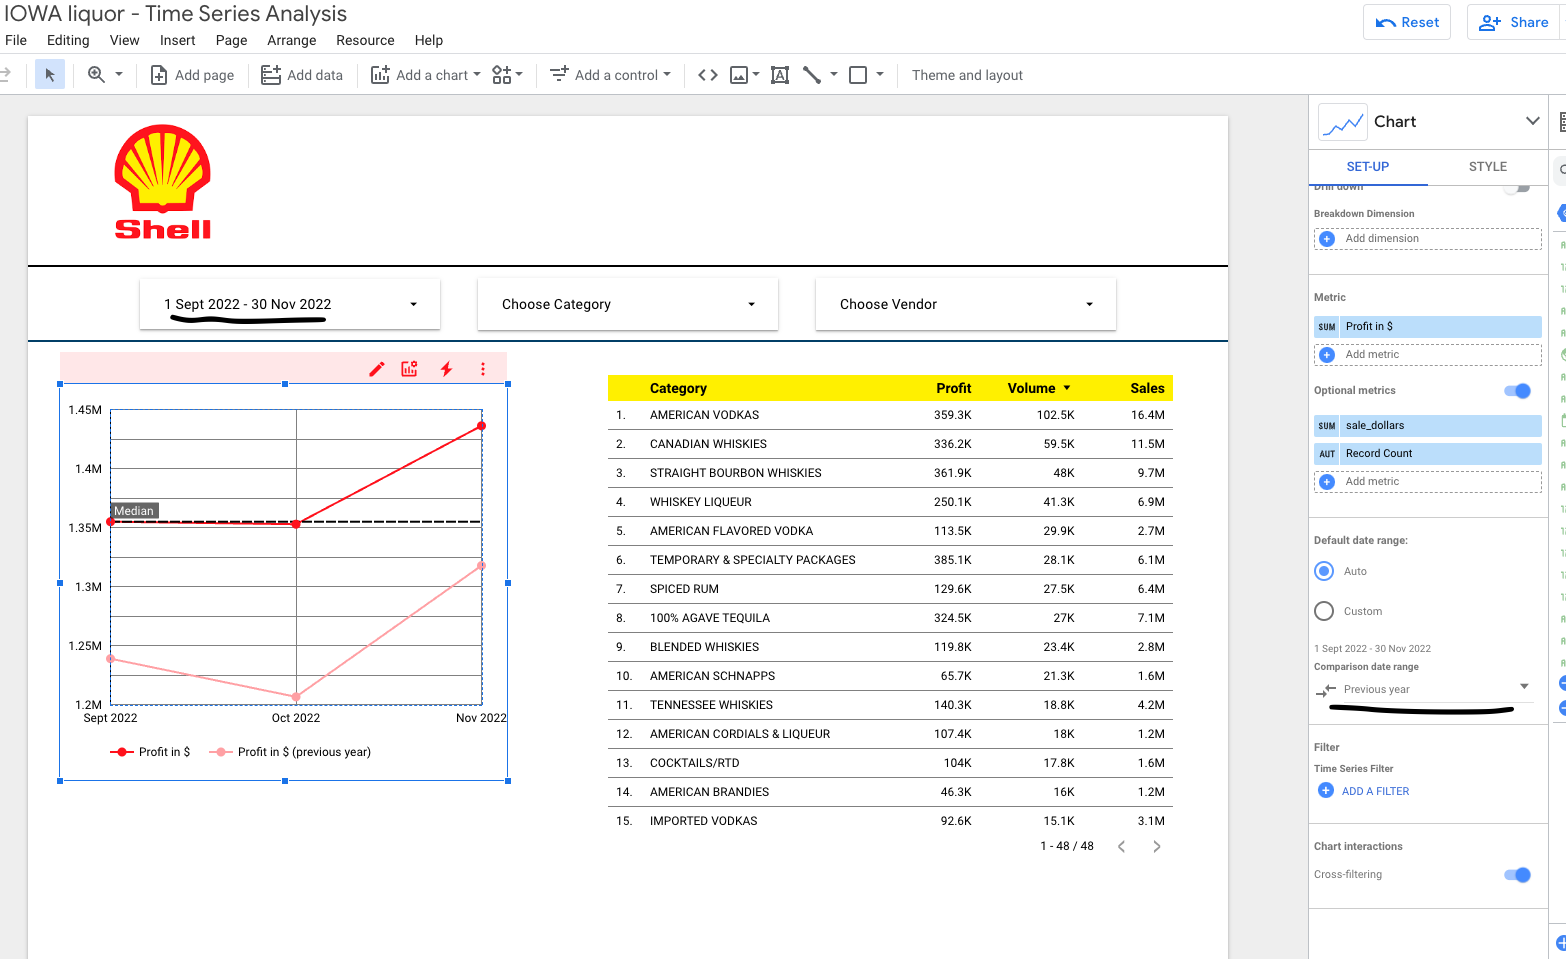 IOWA liquor - Time Series Analysis
File Editing View Insert Page Arrange Resource Help
Reset
Share
Add page
Add data
Add a chart
Add a control
Theme and layout
Shell
1 Sept 2022 - 30 Nov 2022
Choose Category
Choose Vendor
1.45M
1.4M
Median
1.35M
1.3M
1.25M
1.2M
Sept 2022 Oct 2022 Nov 2022
Profit in $ Profit in $ (previous year)
Category Profit Volume Sales
1. AMERICAN VODKAS 359.3K 102.5K 16.4M
2. CANADIAN WHISKIES 336.2K 59.5K 11.5M
3. STRAIGHT BOURBON WHISKIES 361.9K 48K 9.7M
4. WHISKEY LIQUEUR 250.1K 41.3K 6.9M
5. AMERICAN FLAVORED VODKA 113.5K 29.9K 2.7M
6. TEMPORARY & SPECIALTY PACKAGES 385.1K 28.1K 6.1M
7. SPICED RUM 129.6K 27.5K 6.4M
8. 100% AGAVE TEQUILA 324.5K 27K 7.1M
9. BLENDED WHISKIES 119.8K 23.4K 2.8M
10. AMERICAN SCHNAPPS 65.7K 21.3K 1.6M
11. TENNESSEE WHISKIES 140.3K 18.8K 4.2M
12. AMERICAN CORDIALS & LIQUEUR 107.4K 18K 1.2M
13. COCKTAILS/RTD 104K 17.8K 1.6M
14. AMERICAN BRANDIES 46.3K 16K 1.2M
15. IMPORTED VODKAS 92.6K 15.1K 3.1M
1 - 48 / 48
Chart
SET-UP STYLE
Drill down
Breakdown Dimension
Add dimension
Metric
SUM Profit in $
Add metric
Optional metrics
SUM sale_dollars
AUT Record Count
Add metric
Default date range:
Auto
Custom
1 Sept 2022 - 30 Nov 2022
Comparison date range
Previous year
Filter
Time Series Filter
ADD A FILTER
Chart interactions
Cross-filtering